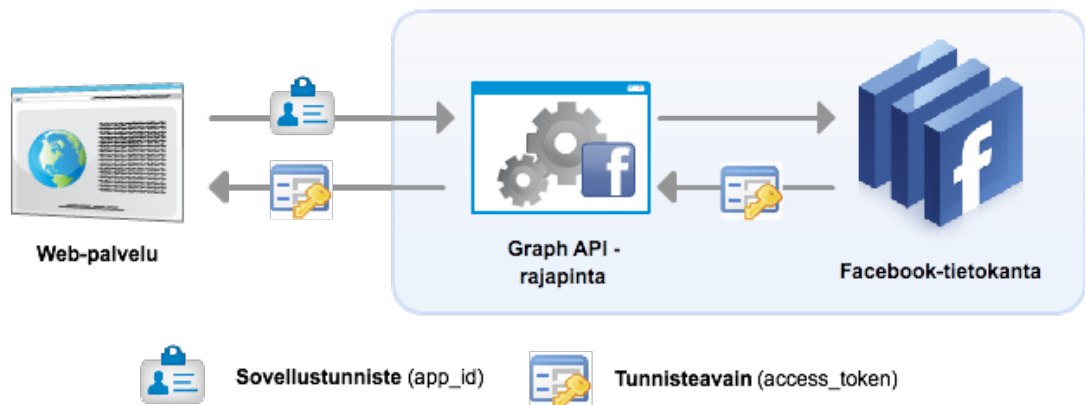 Web-palvelu
Graph API -
rajapinta
Facebook-tietokanta
Sovellustunniste (app_id)
Tunnisteavain (access_token)